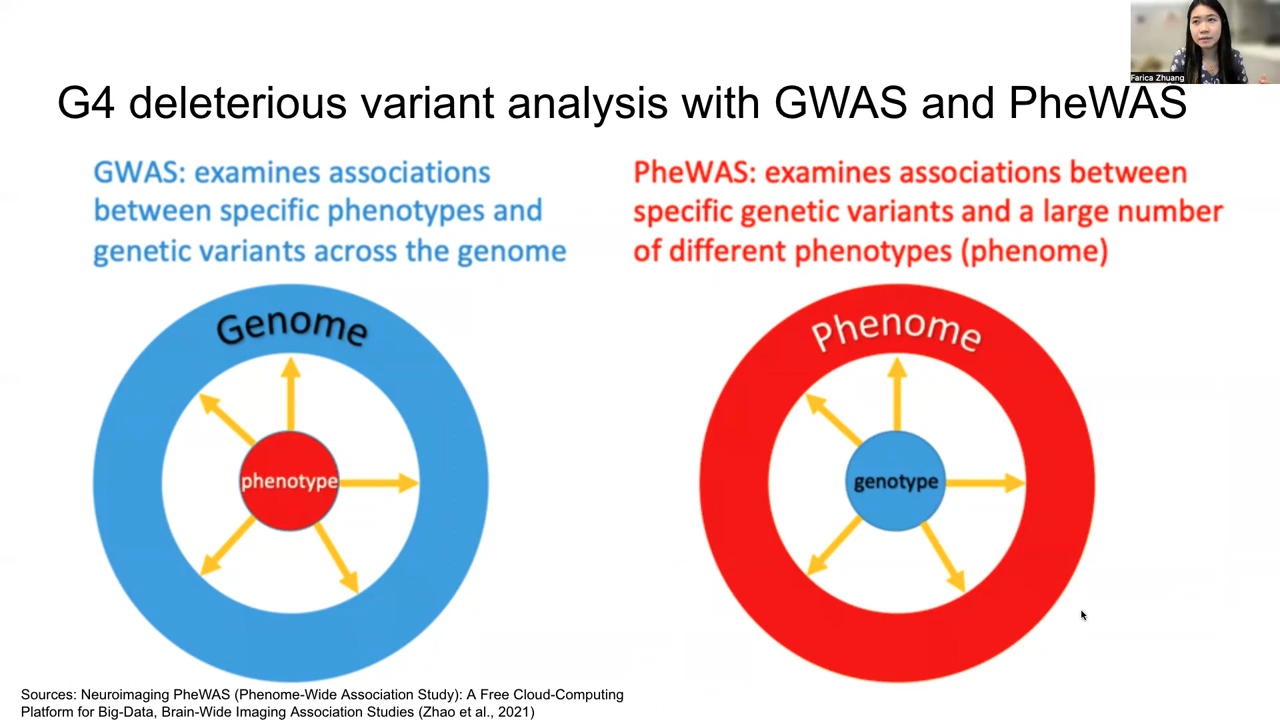 Farica Zhuang
G4 deleterious variant analysis with GWAS and PheWAS
GWAS: examines associations
between specific phenotypes and
genetic variants across the genome
PheWAS: examines associations between
specific genetic variants and a large number
of different phenotypes (phenome)
Genome
phenotype
Phenome
genotype
Sources: Neuroimaging PheWAS (Phenome-Wide Association Study): A Free Cloud-Computing
Platform for Big-Data, Brain-Wide Imaging Association Studies (Zhao et al., 2021)